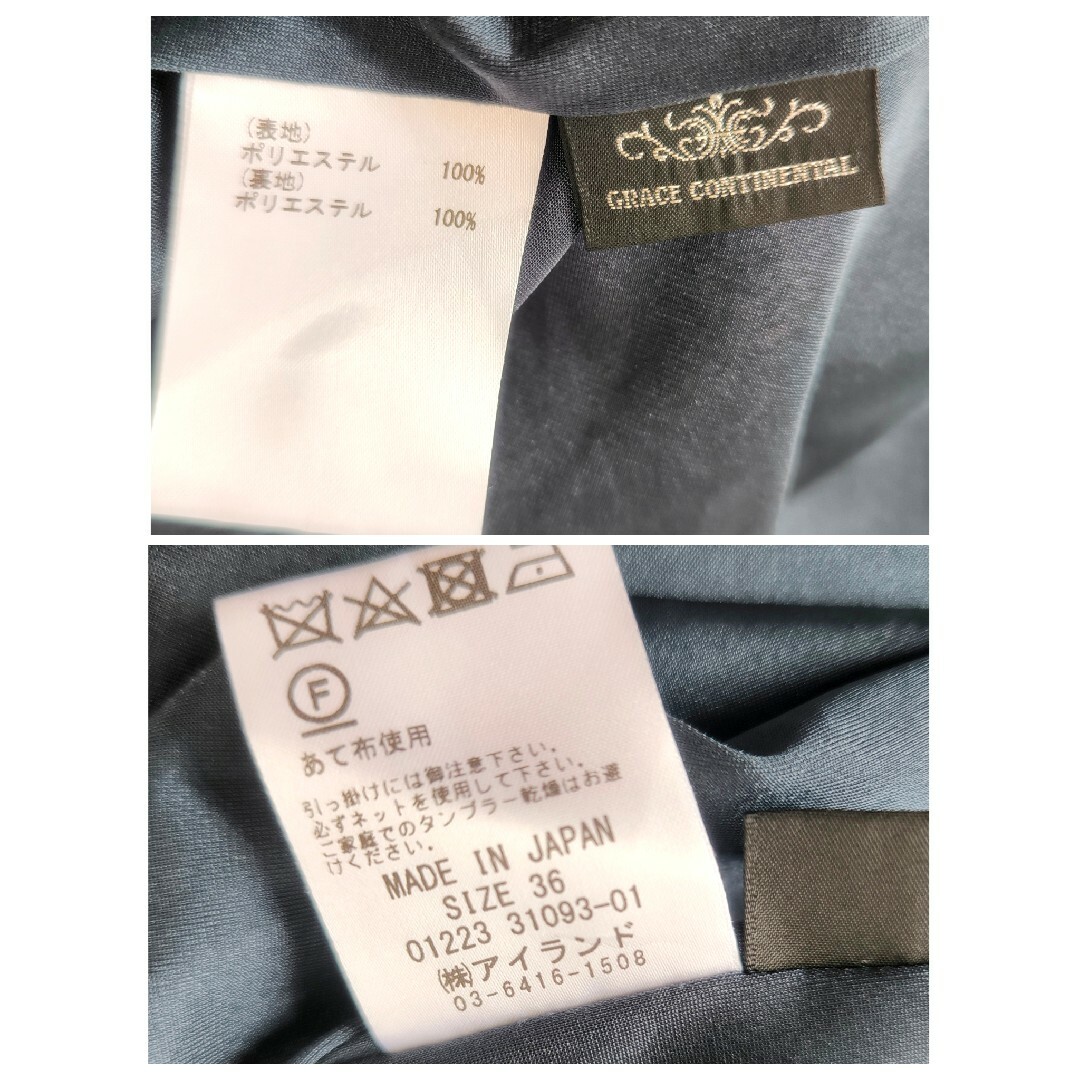 (表地)
ポリエステル 100%
(裏地)
ポリエステル 100%
GRACE CONTINENTAL
F
あて布使用
引っ掛けには御注意下さい。
必ずネットを使用して下さい。
ご家庭でのタンブラー乾燥はお避
けください。
MADE IN JAPAN
SIZE 36
01223 31093-01
(株)アイランド
03-6416-1508